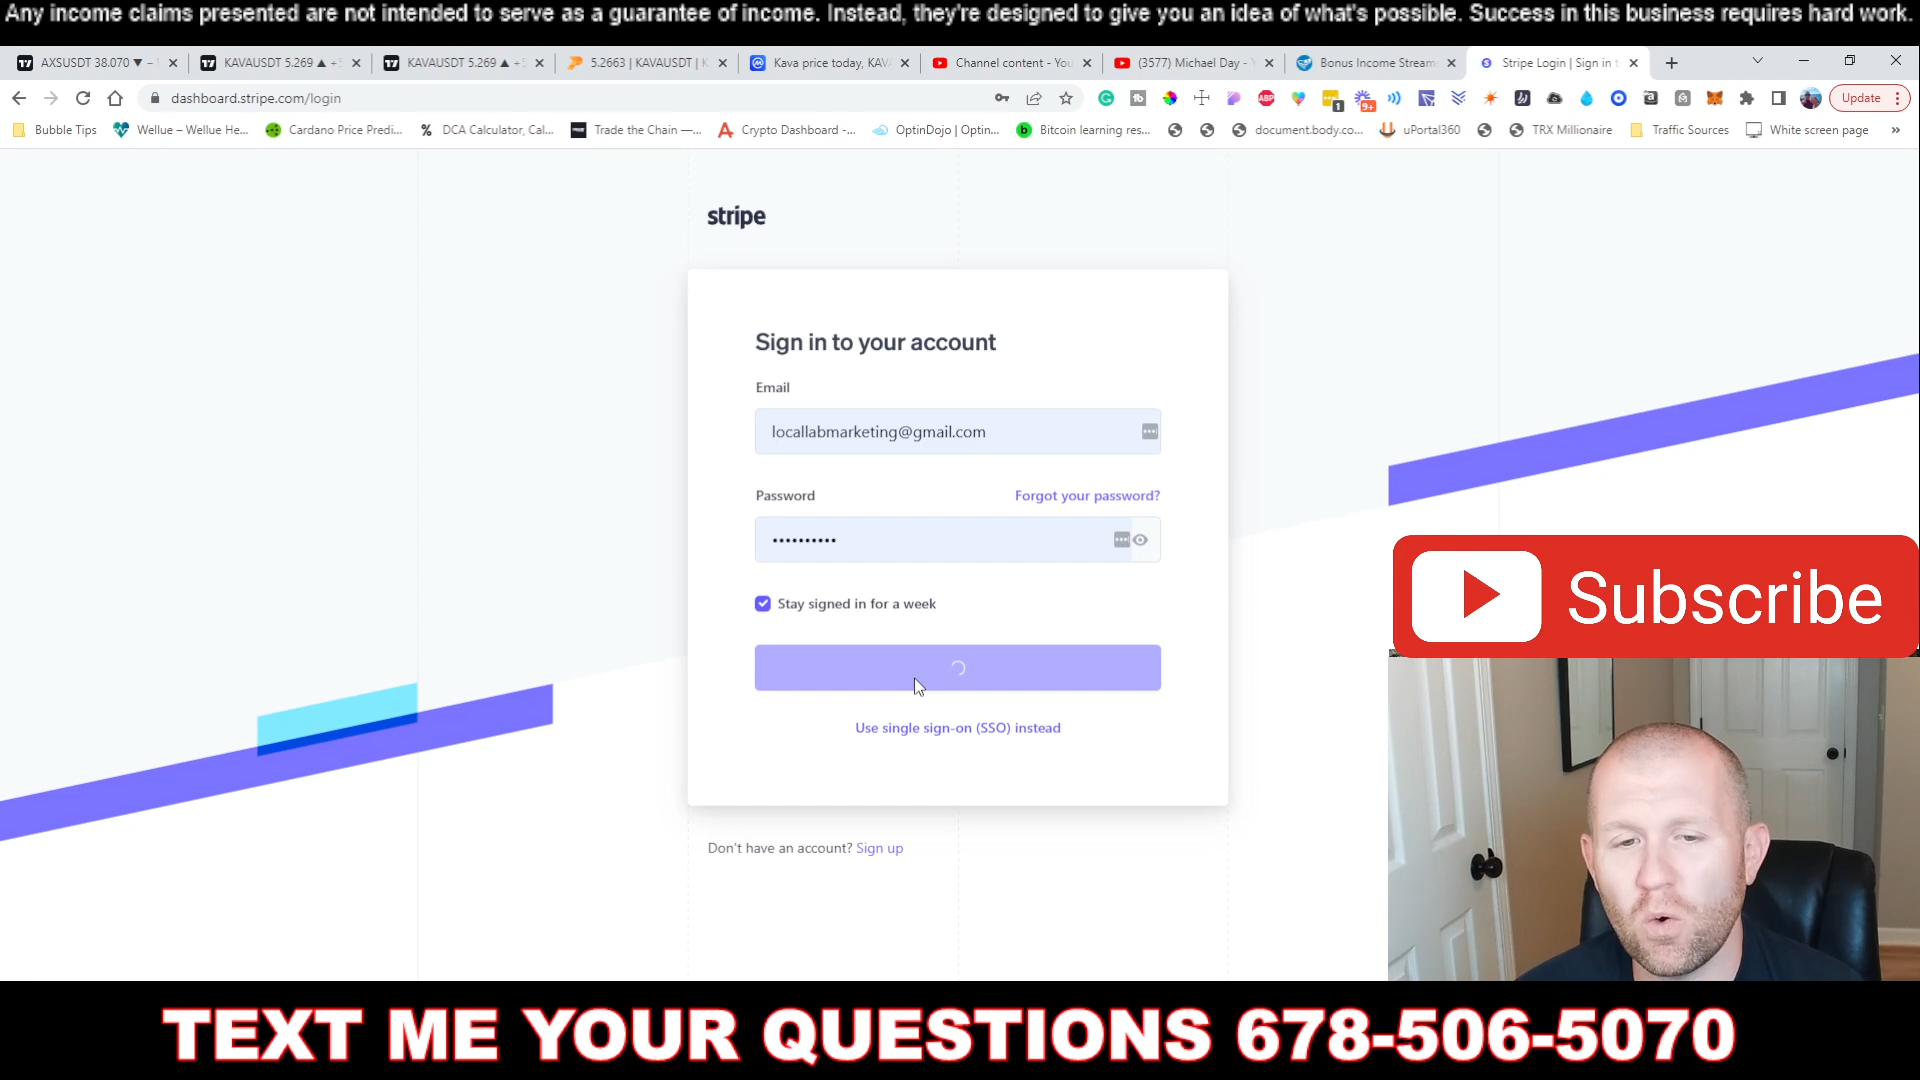 Any income claims presented are not intended to serve as a guarantee of income. Instead, they're designed to give you an idea of what's possible. Success in this business requires hard work.
AXSUSDT 38.070 ▼ −
KAVAUSDT 5.269 ▲ +
KAVAUSDT 5.269 ▲ +
5.2663 | KAVAUSDT |
Kava price today, KAV
Channel content - You
(3577) Michael Day -
Bonus Income Stream
Stripe Login | Sign in t
dashboard.stripe.com/login
Update
Bubble Tips
Wellue – Wellue He...
Cardano Price Predi...
DCA Calculator, Cal...
Trade the Chain —...
Crypto Dashboard -...
OptinDojo | Optin...
Bitcoin learning res...
document.body.co...
uPortal360
TRX Millionaire
Traffic Sources
White screen page
»
stripe
Sign in to your account
Email
locallabmarketing@gmail.com
Password
Forgot your password?
••••••••••
Stay signed in for a week
Use single sign-on (SSO) instead
Don't have an account? Sign up
Subscribe
TEXT ME YOUR QUESTIONS 678-506-5070